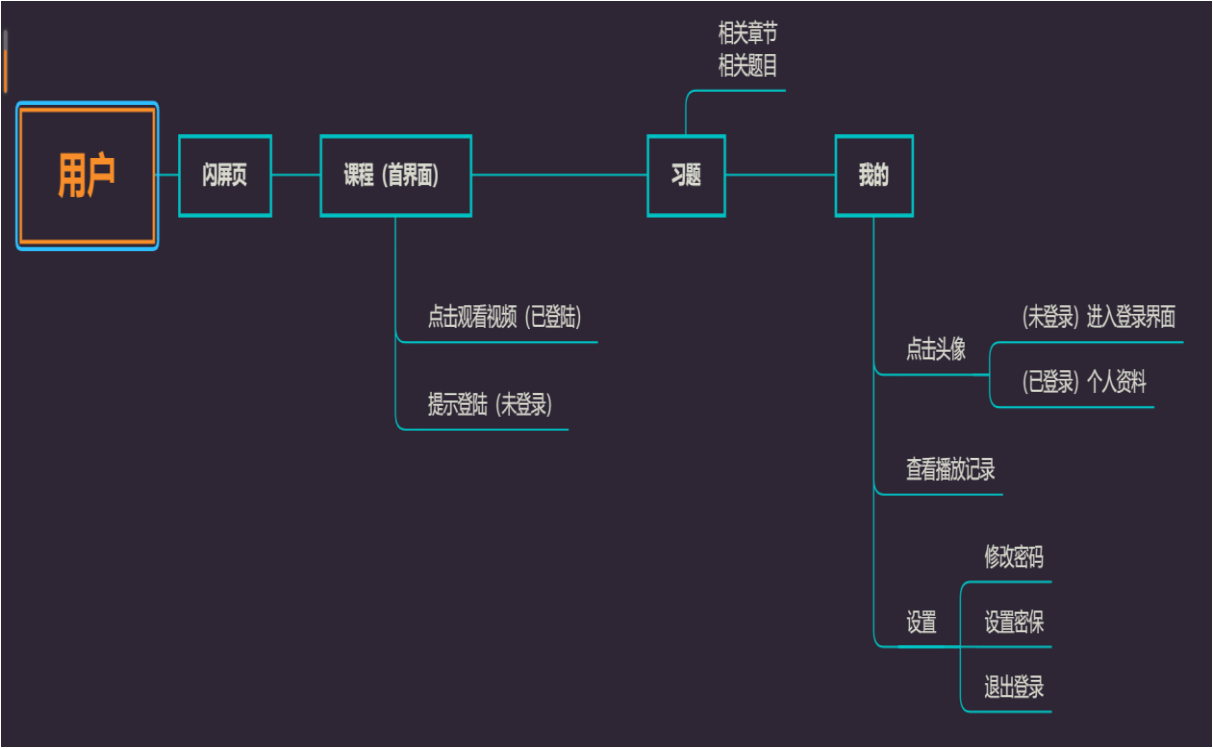 相关章节
相关题目
用户
闪屏页
课程（首界面）
习题
我的
点击观看视频（已登陆）
提示登陆（未登录）
点击头像
（未登录）进入登录界面
（已登录）个人资料
查看播放记录
设置
修改密码
设置密保
退出登录